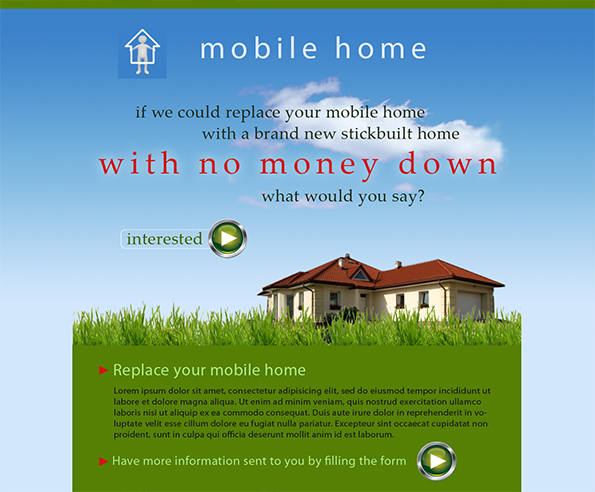 mobile home
if we could replace your mobile home
with a brand new stickbuilt home
with no money down
what would you say?
interested
Replace your mobile home
Lorem ipsum dolor sit amet, consectetur adipisicing elit, sed do eiusmod tempor incididunt ut
labore et dolore magna aliqua. Ut enim ad minim veniam, quis nostrud exercitation ullamco
laboris nisi ut aliquip ex ea commodo consequat. Duis aute irure dolor in reprehenderit in vo-
luptate velit esse cillum dolore eu fugiat nulla pariatur. Excepteur sint occaecat cupidatat non
proident, sunt in culpa qui officia deserunt mollit anim id est laborum.
Have more information sent to you by filling the form